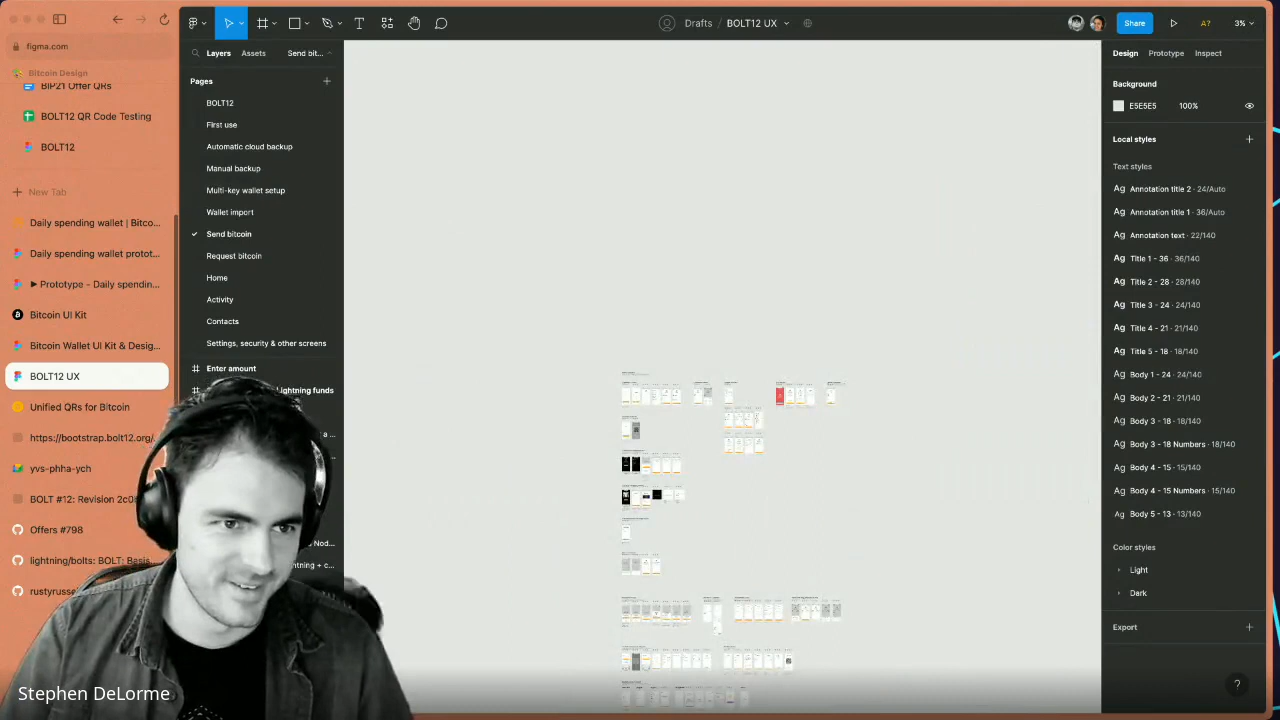 figma.com
Bitcoin Design
BIP21 Offer QRs
BOLT12 QR Code Testing
BOLT12
New Tab
Daily spending wallet | Bitco...
Daily spending wallet protot...
▶ Prototype - Daily spendin...
Bitcoin UI Kit
Bitcoin Wallet UI Kit & Desig...
BOLT12 UX
Unified QRs for Bitcoin
https://bootstrap.bolt12.org/
yvs-phha-ych
BOLT #12: Revision 2c0
Offers #798
lightning/bolts: BOLT: Basis
rustyrusse
Stephen DeLorme
Drafts / BOLT12 UX
Share
A?
3%
Layers
Assets
Send bit...
Pages
BOLT12
First use
Automatic cloud backup
Manual backup
Multi-key wallet setup
Wallet import
Send bitcoin
Request bitcoin
Home
Activity
Contacts
Settings, security & other screens
Enter amount
Lightning funds
a ...
Nod...
htning + c...
Design
Prototype
Inspect
Background
E5E5E5
100%
Local styles
Text styles
Ag Annotation title 2 · 24/Auto
Ag Annotation title 1 · 36/Auto
Ag Annotation text · 22/140
Ag Title 1 - 36 · 36/140
Ag Title 2 - 28 · 28/140
Ag Title 3 - 24 · 24/140
Ag Title 4 - 21 · 21/140
Ag Title 5 - 18 · 18/140
Ag Body 1 - 24 · 24/140
Ag Body 2 - 21 · 21/140
Ag Body 3 - 18 · 18/140
Ag Body 3 - 18 Numbers · 18/140
Ag Body 4 - 15 · 15/140
Ag Body 4 - 15 Numbers · 15/140
Ag Body 5 - 13 · 13/140
Color styles
Light
Dark
Export
?